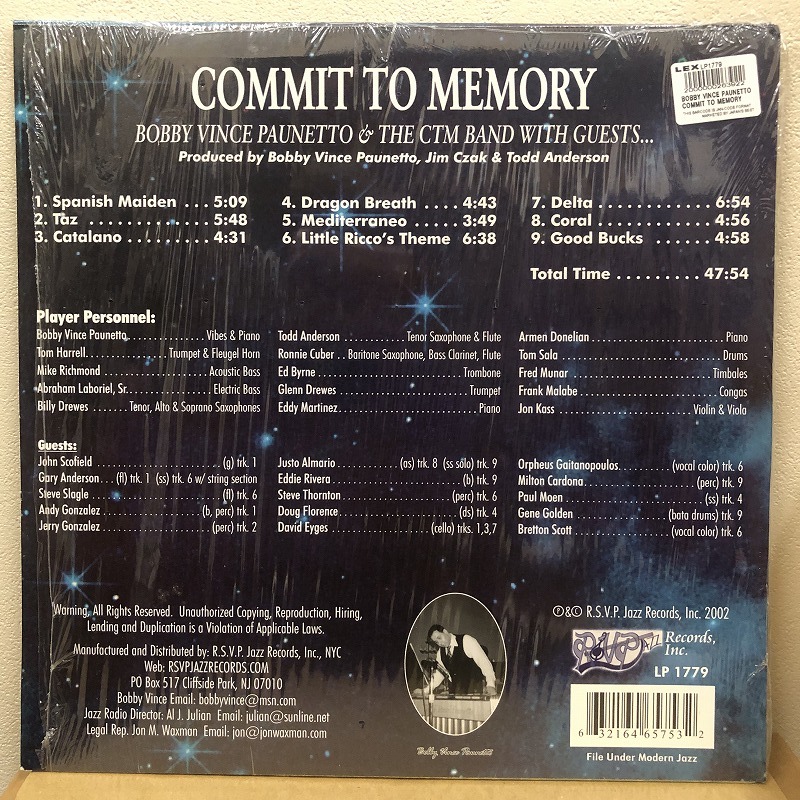 COMMIT TO MEMORY
BOBBY VINCE PAUNETTO & THE CTM BAND WITH GUESTS...
Produced by Bobby Vince Paunetto, Jim Czak & Todd Anderson
LEX LP1779
BOBBY VINCE PAUNETTO
COMMIT TO MEMORY
1. Spanish Maiden ... 5:09
2. Taz ............ 5:48
3. Catalano ......... 4:31
4. Dragon Breath .... 4:43
5. Mediterraneo ..... 3:49
6. Little Ricco's Theme 6:38
7. Delta ............ 6:54
8. Coral ............ 4:56
9. Good Bucks ...... 4:58
Total Time ......... 47:54
Player Personnel:
Bobby Vince Paunetto ........ Vibes & Piano
Tom Harrell ........ Trumpet & Fleugel Horn
Mike Richmond ........ Acoustic Bass
Abraham Laboriel, Sr. ........ Electric Bass
Billy Drewes ........ Tenor, Alto & Soprano Saxophones
Todd Anderson ........ Tenor Saxophone & Flute
Ronnie Cuber .. Baritone Saxophone, Bass Clarinet, Flute
Ed Byrne ........ Trombone
Glenn Drewes ........ Trumpet
Eddy Martinez ........ Piano
Armen Donelian ........ Piano
Tom Sala ........ Drums
Fred Munar ........ Timbales
Frank Malabe ........ Congas
Jon Kass ........ Violin & Viola
Guests:
John Scofield ........ (g) trk. 1
Gary Anderson ... (fl) trk. 1 (ss) trk. 6 w/ string section
Steve Slagle ........ (fl) trk. 6
Andy Gonzalez ........ (b, perc) trk. 1
Jerry Gonzalez ........ (perc) trk. 2
Justo Almario ........ (as) trk. 8 (ss solo) trk. 9
Eddie Rivera ........ (b) trk. 9
Steve Thornton ........ (perc) trk. 6
Doug Florence ........ (ds) trk. 4
David Eyges ........ (cello) trks. 1,3,7
Orpheus Gaitanopoulos ........ (vocal color) trk. 6
Milton Cardona ........ (perc) trk. 9
Paul Moen ........ (ss) trk. 4
Gene Golden ........ (bata drums) trk. 9
Bretton Scott ........ (vocal color) trk. 6
Warning, All Rights Reserved. Unauthorized Copying, Reproduction, Hiring,
Lending and Duplication is a Violation of Applicable Laws.
Manufactured and Distributed by: R.S.V.P. Jazz Records, Inc., NYC
Web: RSVPJAZZRECORDS.COM
PO Box 517 Cliffside Park, NJ 07010
Bobby Vince Email: bobbyvince@msn.com
Jazz Radio Director: Al J. Julian Email: julian@sunline.net
Legal Rep. Jon M. Waxman Email: jon@jonwaxman.com
Bobby Vince Paunetto
℗&© R.S.V.P. Jazz Records, Inc. 2002
RSVP Jazz Records, Inc.
LP 1779
6 32164 65753 2
File Under Modern Jazz